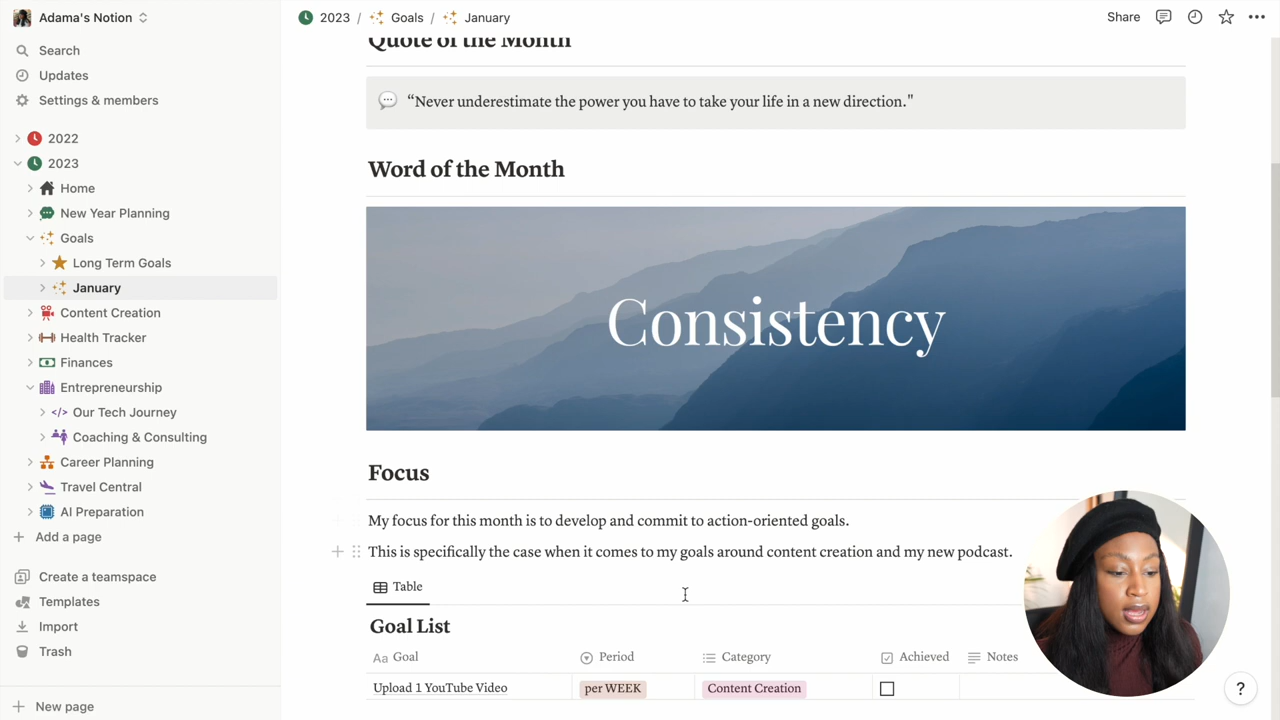 Adama's Notion
Search
Updates
Settings & members
2022
2023
Home
New Year Planning
Goals
Long Term Goals
January
Content Creation
Health Tracker
Finances
Entrepreneurship
Our Tech Journey
Coaching & Consulting
Career Planning
Travel Central
AI Preparation
Add a page
Create a teamspace
Templates
Import
Trash
New page
2023 / Goals / January
Share
Quote of the Month
“Never underestimate the power you have to take your life in a new direction."
Word of the Month
Consistency
Focus
My focus for this month is to develop and commit to action-oriented goals.
This is specifically the case when it comes to my goals around content creation and my new podcast.
Table
Goal List
Aa Goal Period Category Achieved Notes
Upload 1 YouTube Video per WEEK Content Creation
?